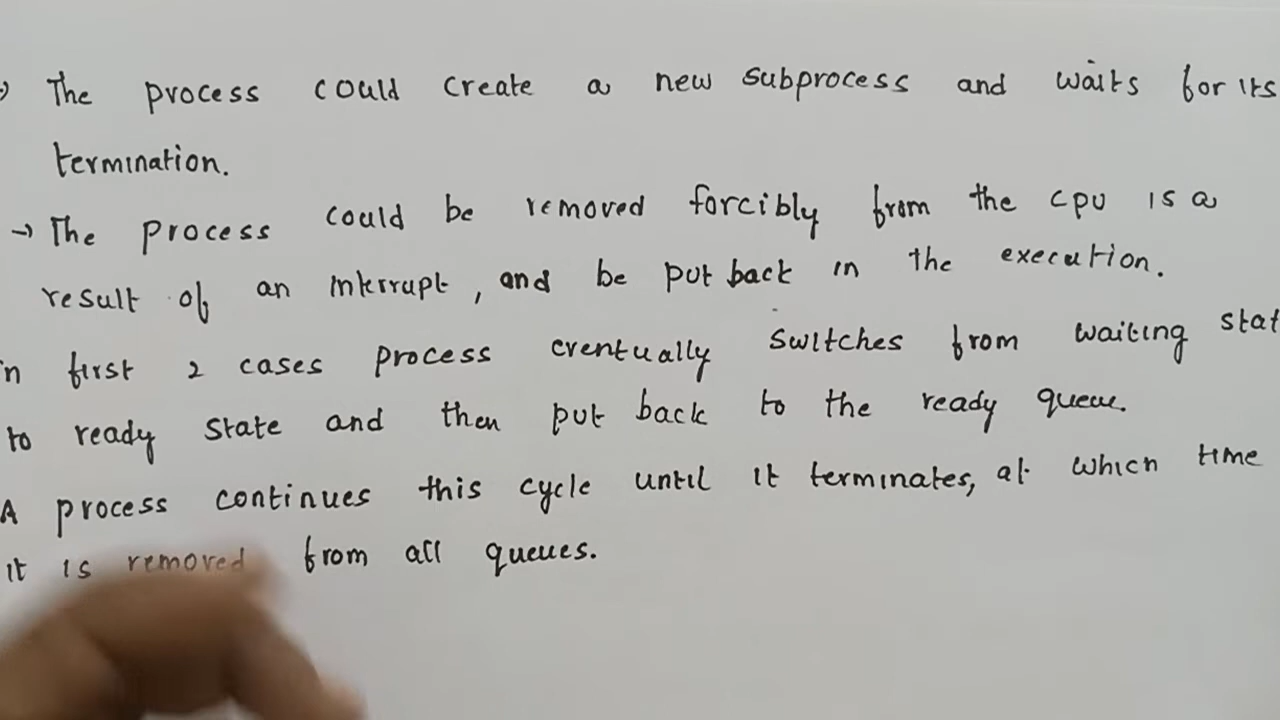 → The process could create a new subprocess and waits for its
termination.
→ The process could be removed forcibly from the cpu is a
result of an interrupt, and be put back in the execution.
in first 2 cases process eventually switches from waiting stat
to ready state and then put back to the ready queue.
A process continues this cycle until it terminates, at which time
it is removed from all queues.